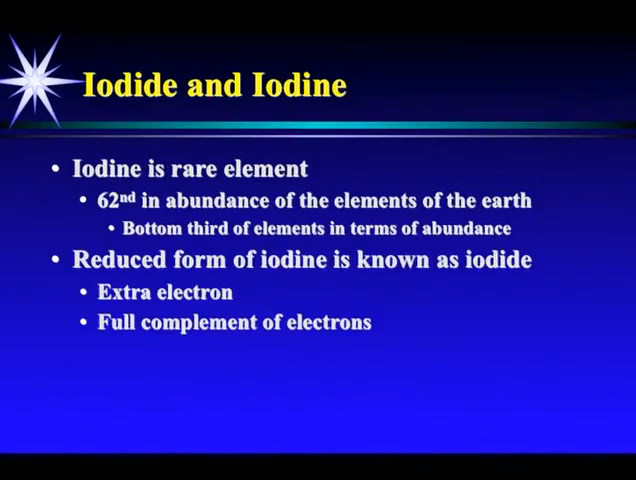 Iodide and Iodine
• Iodine is rare element
• 62nd in abundance of the elements of the earth
• Bottom third of elements in terms of abundance
• Reduced form of iodine is known as iodide
• Extra electron
• Full complement of electrons